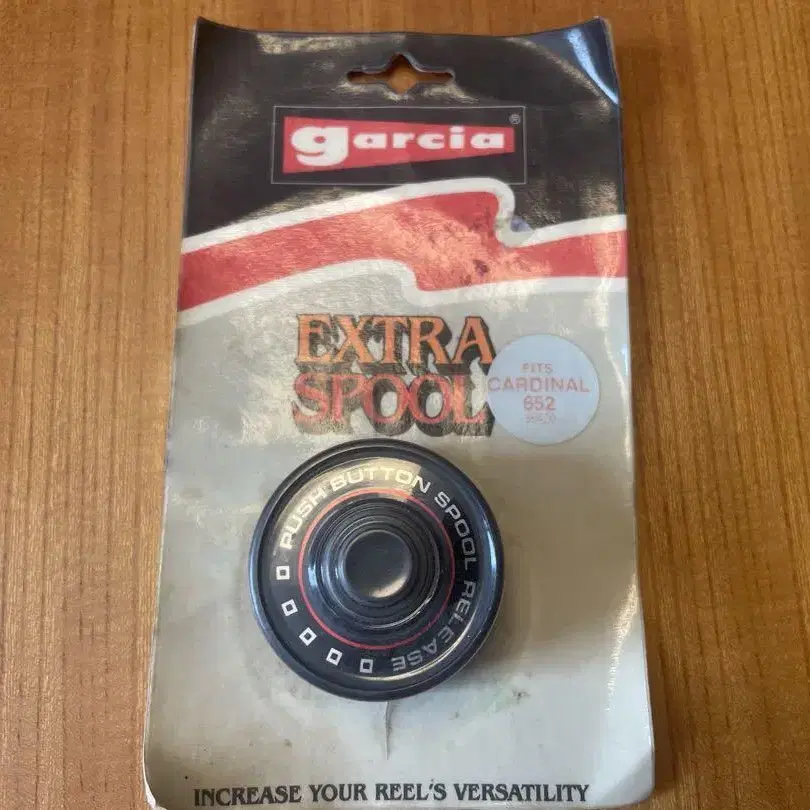 garcia®
EXTRA
SPOOL
FITS
CARDINAL
652
PUSH BUTTON SPOOL RELEASE
INCREASE YOUR REEL'S VERSATILITY